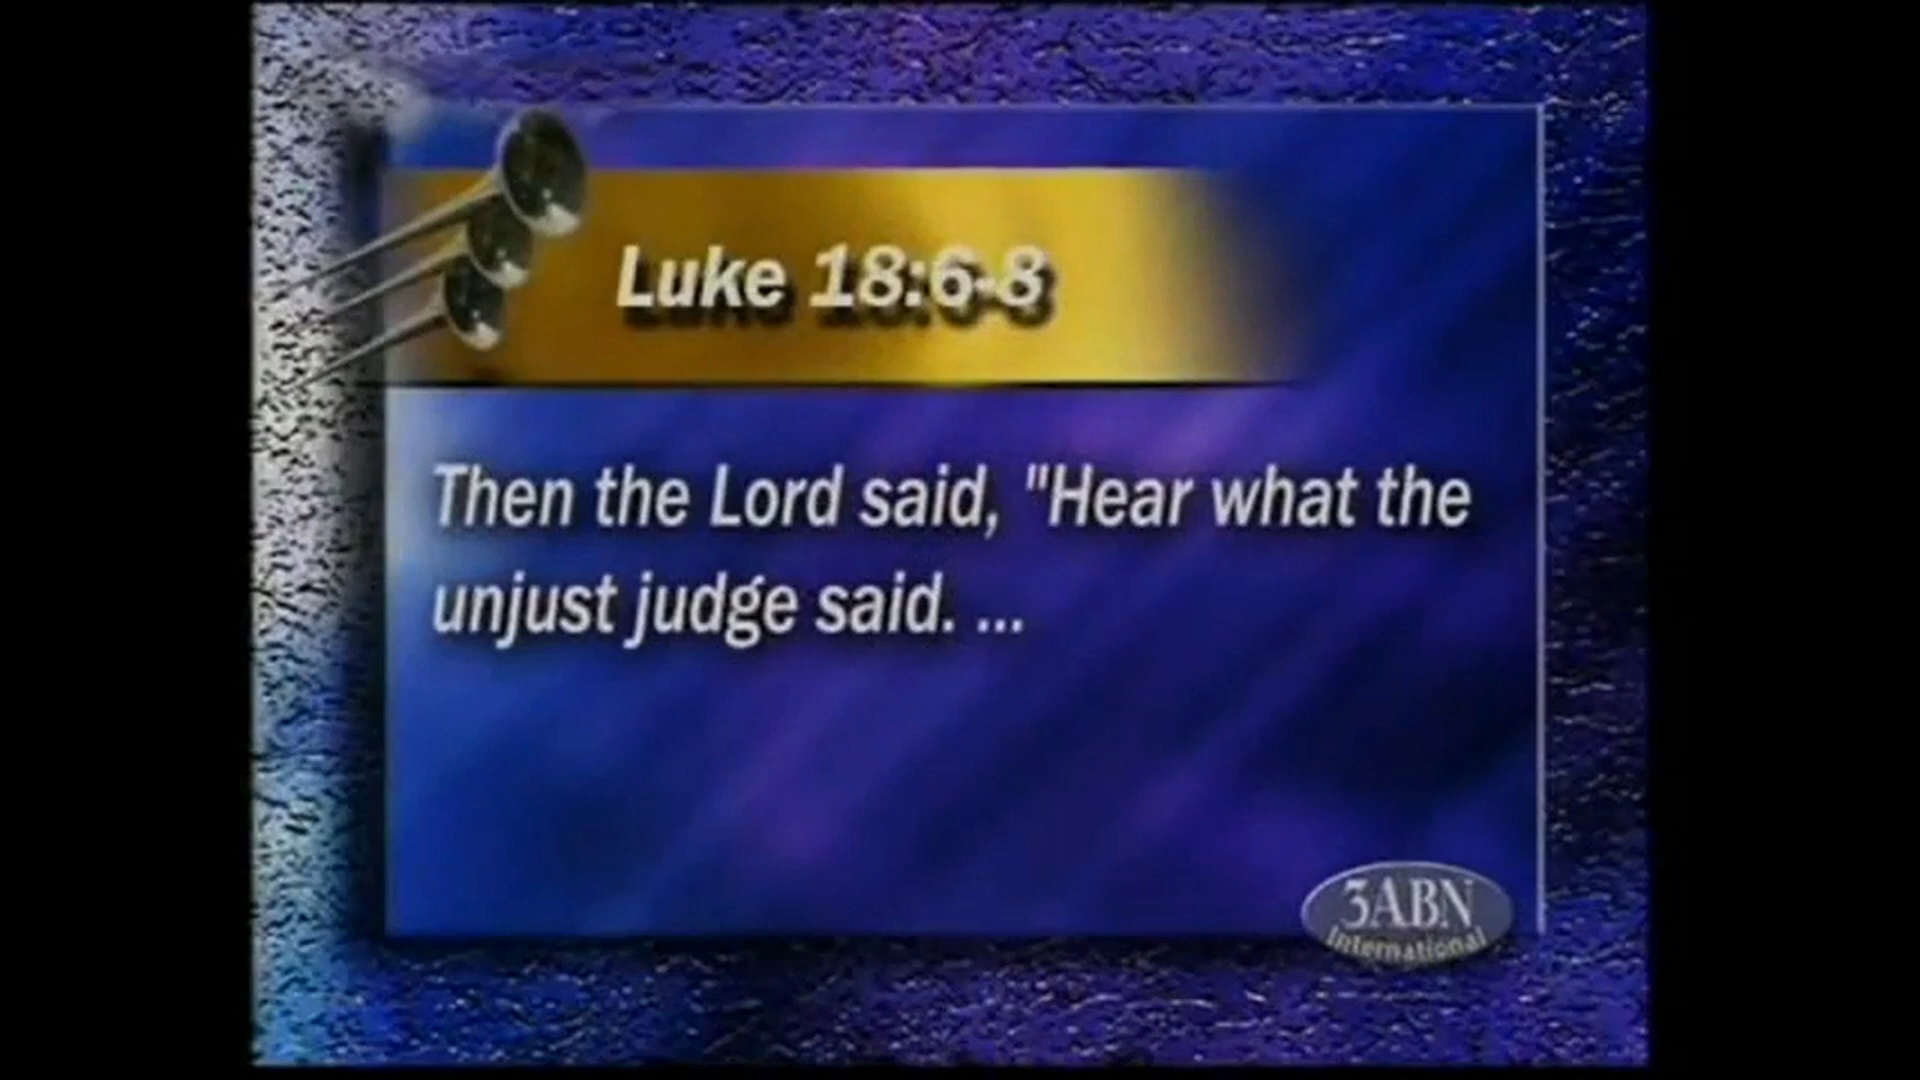 Luke 18:6-8
Then the Lord said, "Hear what the
unjust judge said. ...
3ABN
International